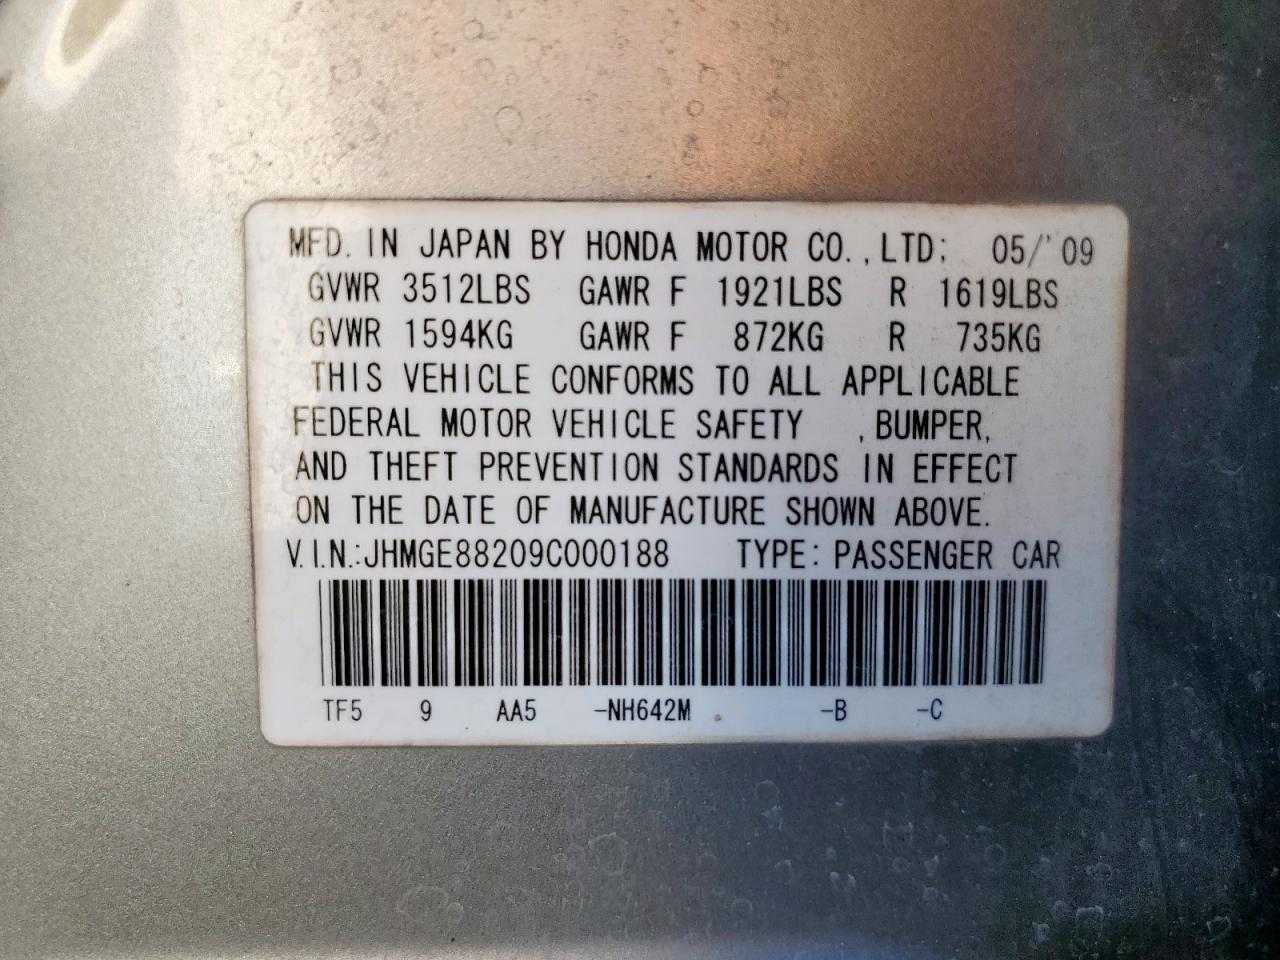 MFD. IN JAPAN BY HONDA MOTOR CO., LTD; 05/'09
GVWR 3512LBS GAWR F 1921LBS R 1619LBS
GVWR 1594KG GAWR F 872KG R 735KG
THIS VEHICLE CONFORMS TO ALL APPLICABLE
FEDERAL MOTOR VEHICLE SAFETY , BUMPER,
AND THEFT PREVENTION STANDARDS IN EFFECT
ON THE DATE OF MANUFACTURE SHOWN ABOVE.
V.I.N.:JHMGE88209C000188 TYPE: PASSENGER CAR
TF5 9 AA5 -NH642M -B -C